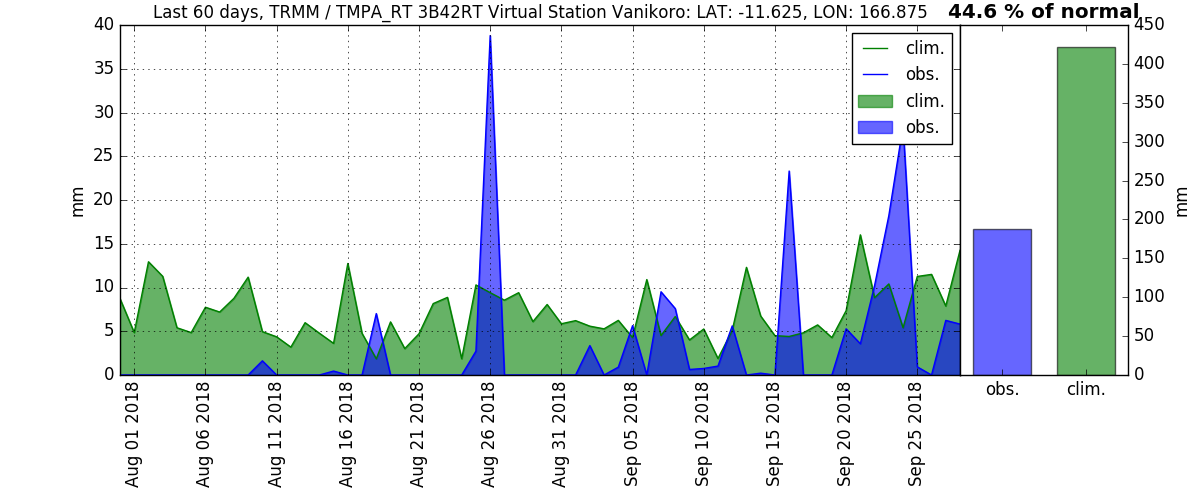 Last 60 days, TRMM / TMPA_RT 3B42RT Virtual Station Vanikoro: LAT: -11.625, LON: 166.875
44.6 % of normal
40
35
30
25
20
15
10
5
0
mm
clim.
obs.
clim.
obs.
450
400
350
300
250
200
150
100
50
0
mm
Aug 01 2018
Aug 06 2018
Aug 11 2018
Aug 16 2018
Aug 21 2018
Aug 26 2018
Aug 31 2018
Sep 05 2018
Sep 10 2018
Sep 15 2018
Sep 20 2018
Sep 25 2018
obs.
clim.